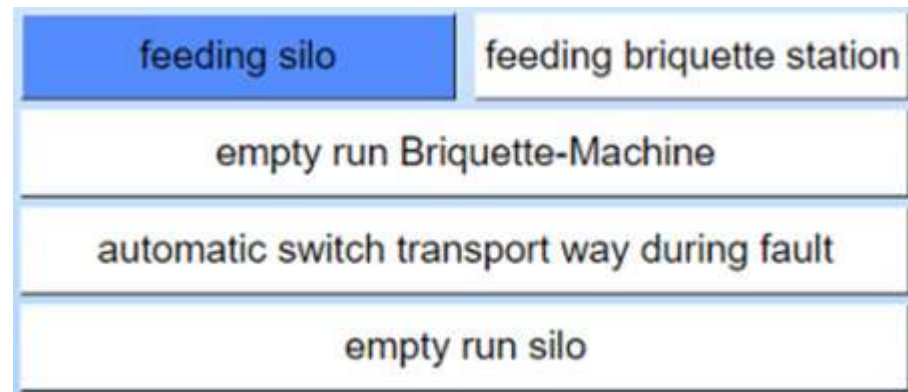 feeding silo
feeding briquette station
empty run Briquette-Machine
automatic switch transport way during fault
empty run silo